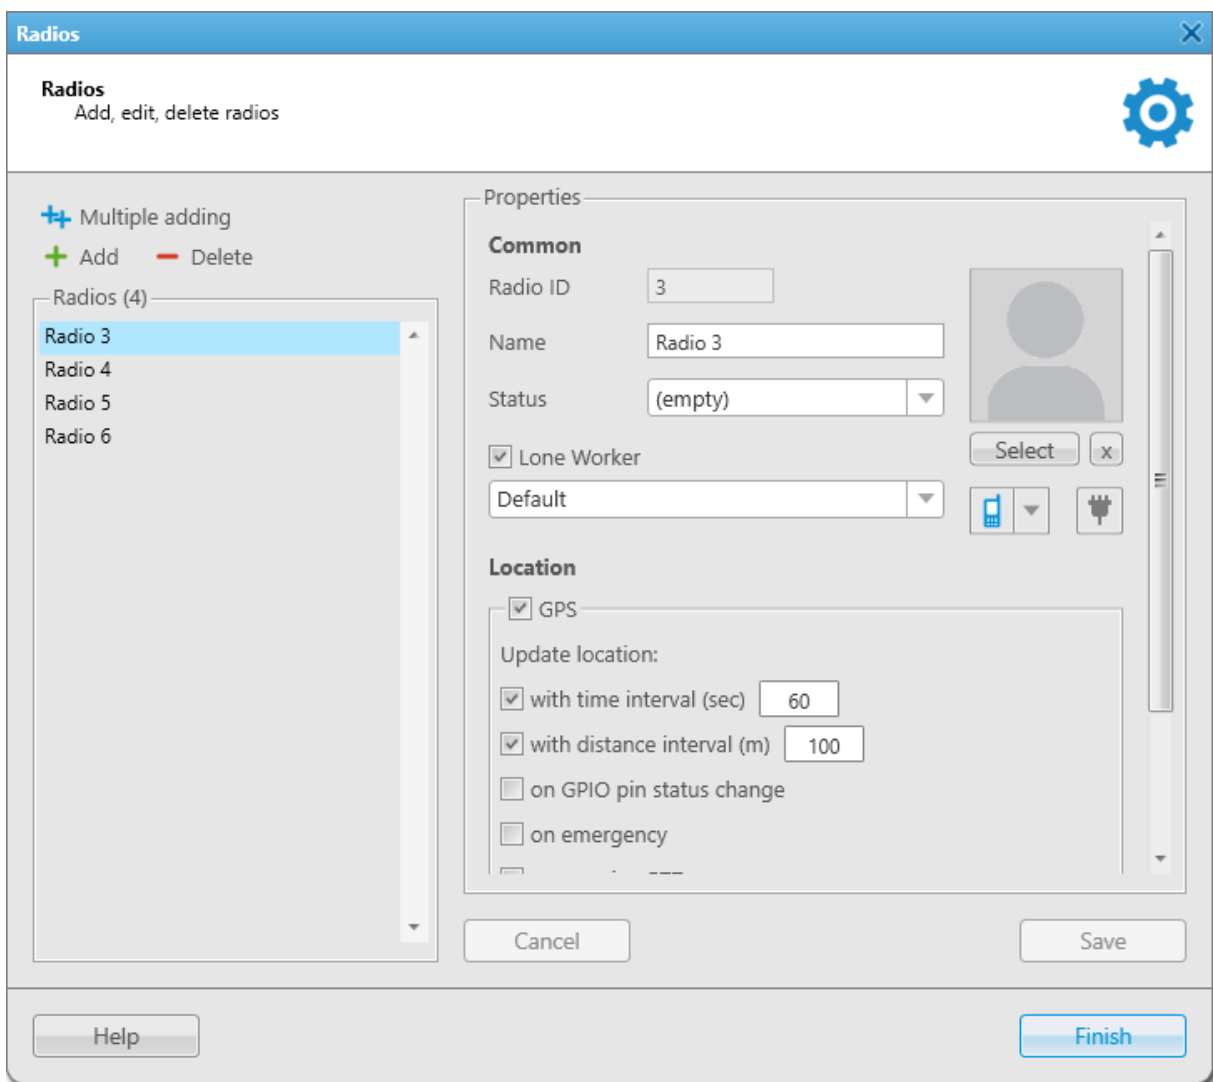 Radios
Radios
Add, edit, delete radios
Multiple adding
Add Delete
Radios (4)
Radio 3
Radio 4
Radio 5
Radio 6
Properties
Common
Radio ID 3
Name Radio 3
Status (empty)
Lone Worker
Default
Select x
Location
GPS
Update location:
with time interval (sec) 60
with distance interval (m) 100
on GPIO pin status change
on emergency
Cancel Save
Help Finish